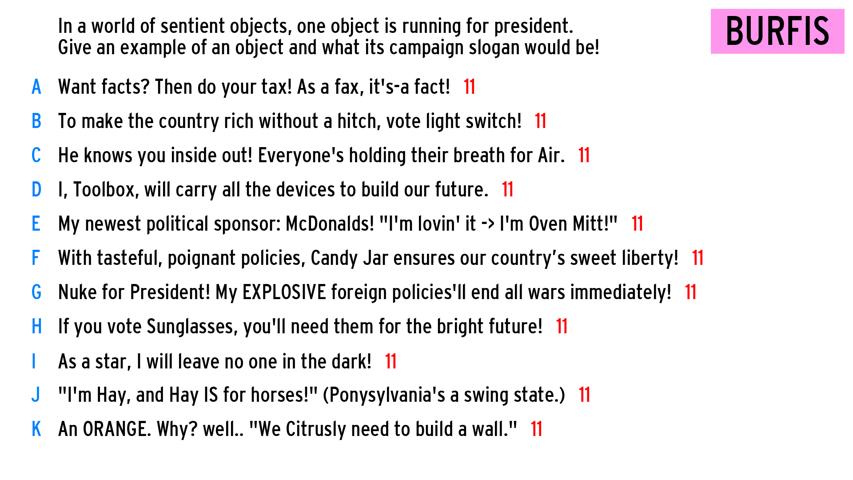 In a world of sentient objects, one object is running for president.
Give an example of an object and what its campaign slogan would be!
BURFIS
A Want facts? Then do your tax! As a fax, it's-a fact! 11
B To make the country rich without a hitch, vote light switch! 11
C He knows you inside out! Everyone's holding their breath for Air. 11
D I, Toolbox, will carry all the devices to build our future. 11
E My newest political sponsor: McDonalds! "I'm lovin' it -> I'm Oven Mitt!" 11
F With tasteful, poignant policies, Candy Jar ensures our country’s sweet liberty! 11
G Nuke for President! My EXPLOSIVE foreign policies'll end all wars immediately! 11
H If you vote Sunglasses, you'll need them for the bright future! 11
I As a star, I will leave no one in the dark! 11
J "I'm Hay, and Hay IS for horses!" (Ponysylvania's a swing state.) 11
K An ORANGE. Why? well.. "We Citrusly need to build a wall." 11